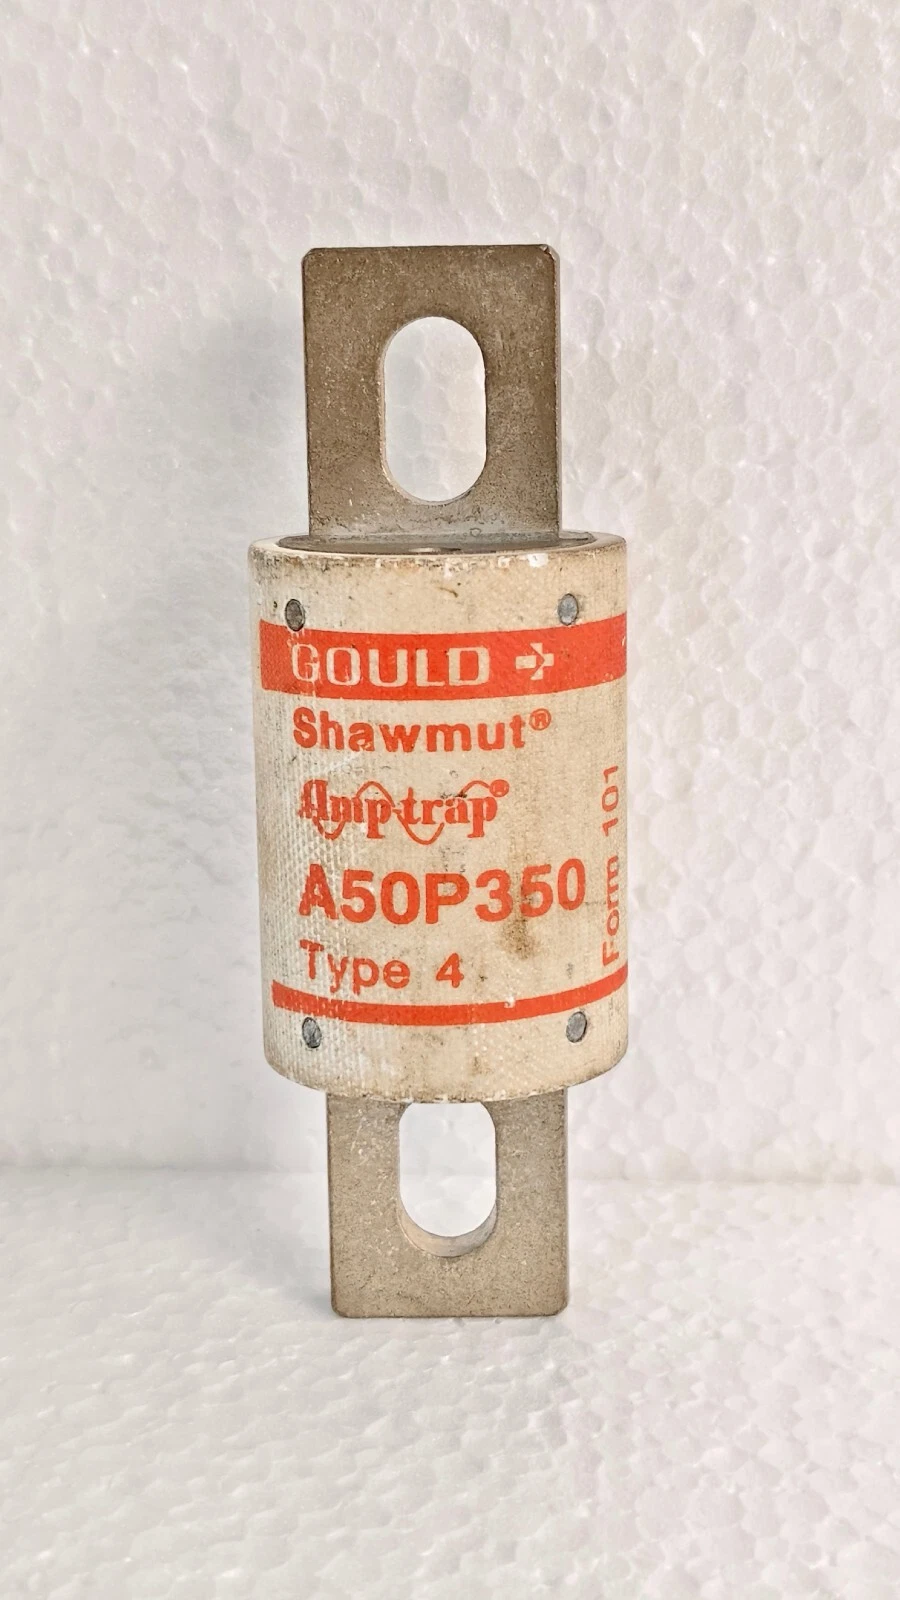 GOULD
Shawmut®
Amp-trap®
A50P350
Type 4
Form 101